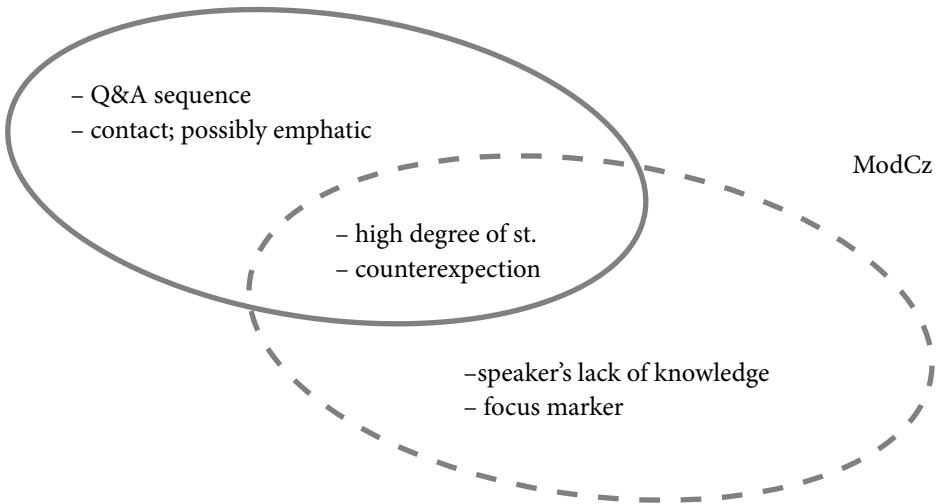 – Q&A sequence
– contact; possibly emphatic
ModCz
– high degree of st.
– counterexpection
–speaker’s lack of knowledge
– focus marker